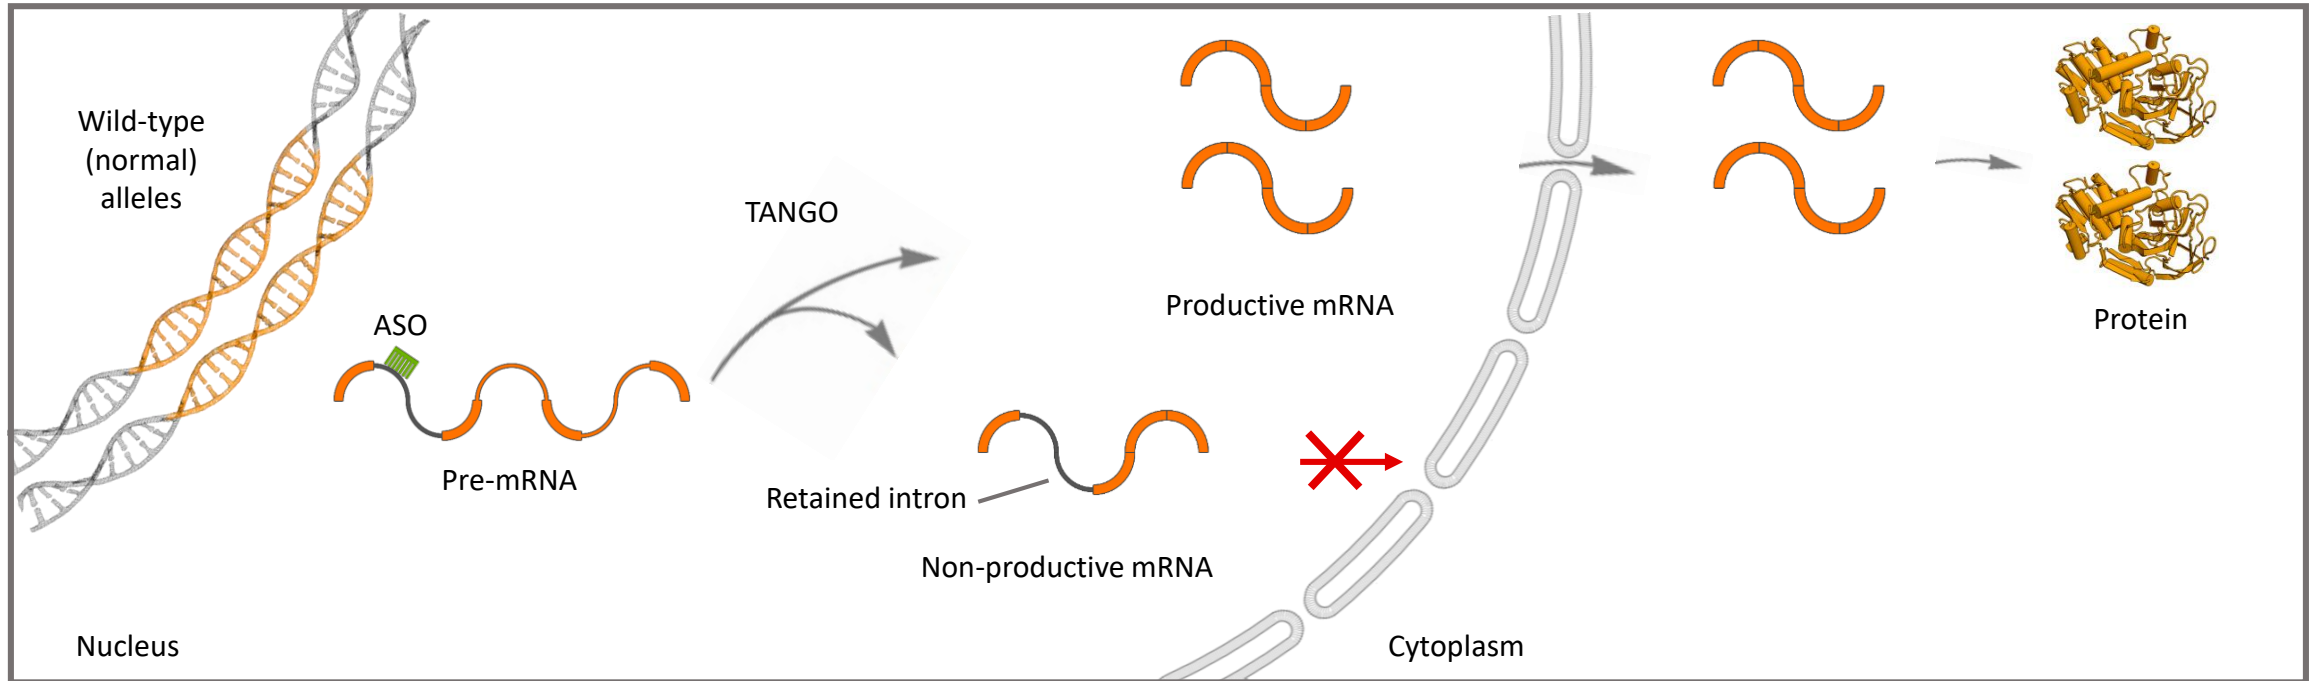 Wild-type
(normal)
alleles
ASO
Pre-mRNA
TANGO
Productive mRNA
Retained intron
Non-productive mRNA
Protein
Nucleus
Cytoplasm